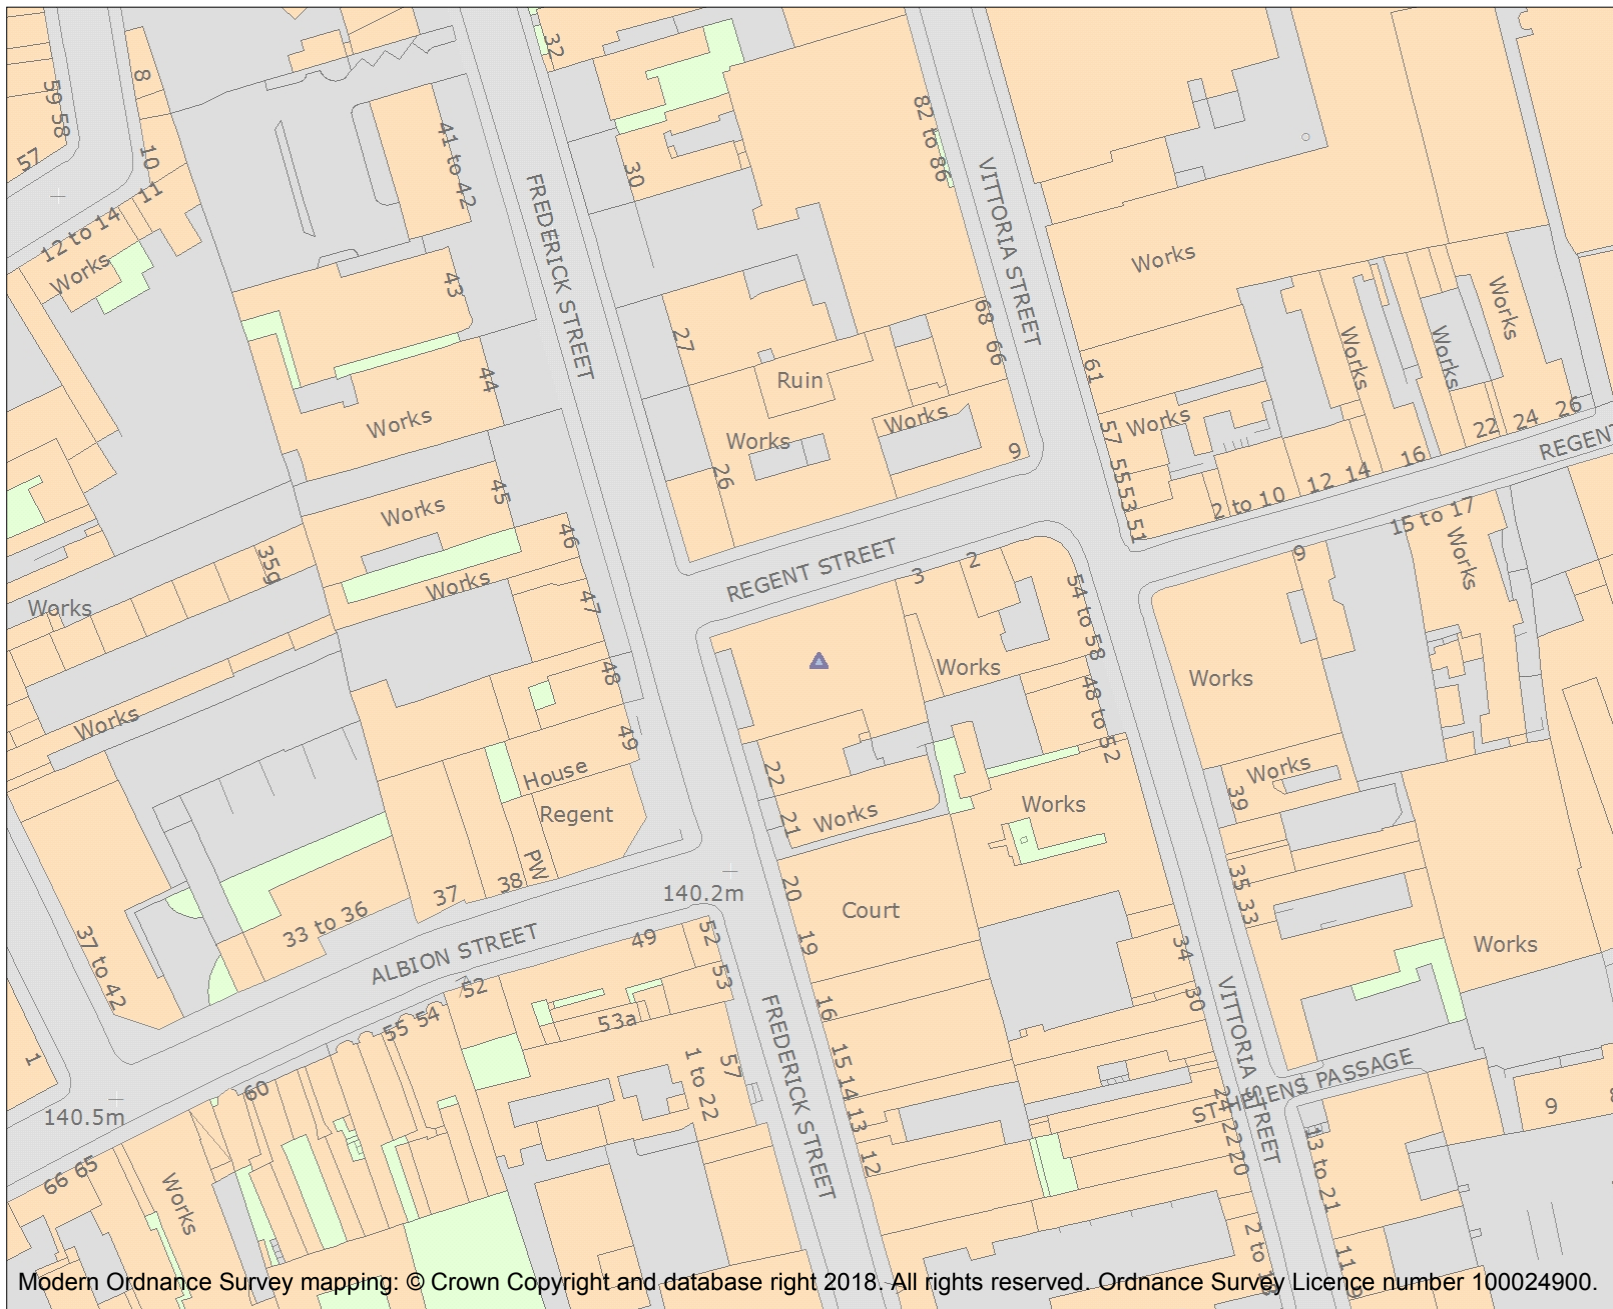 32
59 58
8
57
10
11
12 to 14
Works
41 to 42
FREDERICK STREET
30
82 to 86
VITTORIA STREET
Works
43
27
68
66
Ruin
61
Works
Works
Works
44
Works
Works
26
Works
9
57
Works
55
53
51
2 to 10
12
14
16
22
24
26
REGENT
45
Works
46
Works
35g
Works
47
REGENT STREET
3
2
54 to 58
9
15 to 17
Works
Works
Works
48
48 to 52
Works
49
House
Regent
22
21
Works
Works
Works
39
37
38
PW
33 to 36
37 to 42
140.2m
20
Court
19
35
33
34
30
Works
ALBION STREET
49
52
53
52
55
54
53a
1
60
140.5m
66
65
Works
1 to 22
57
FREDERICK STREET
16
15
14
13
12
VITTORIA STREET
ST HELENS PASSAGE
22
20
13 to 21
9
11
Modern Ordnance Survey mapping: © Crown Copyright and database right 2018. All rights reserved. Ordnance Survey Licence number 100024900.